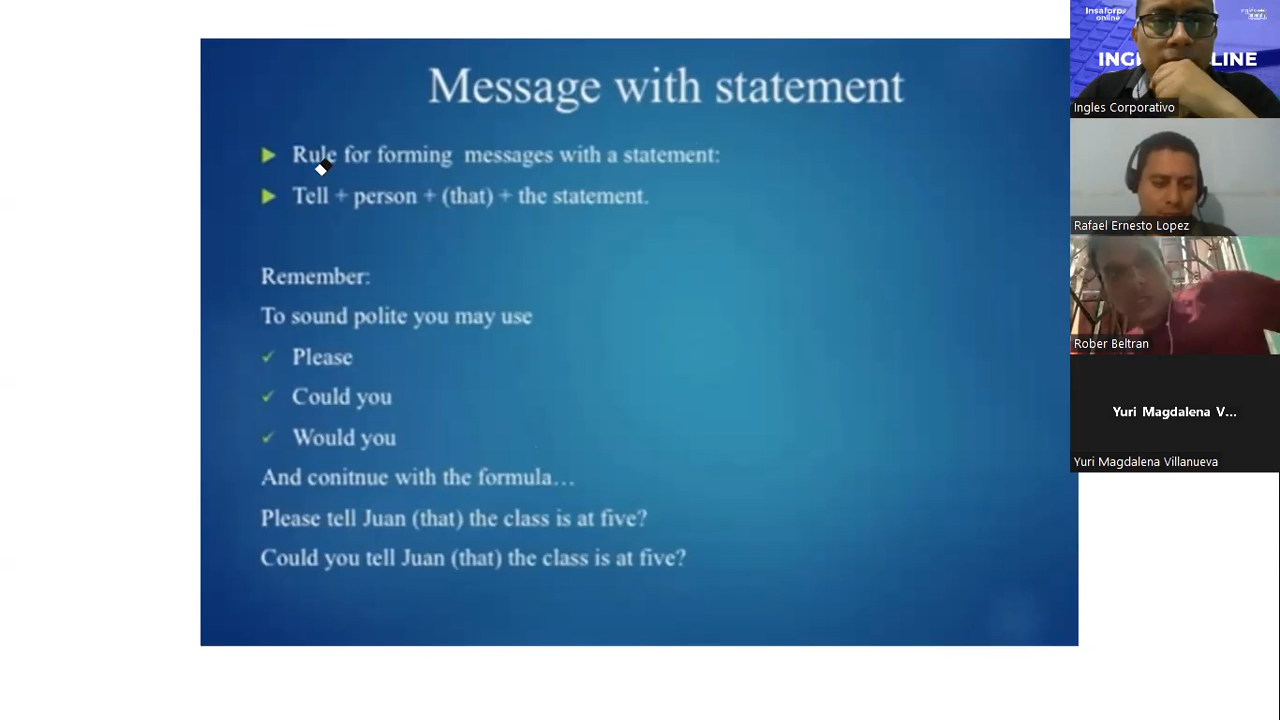 Message with statement
Rule for forming messages with a statement:
Tell + person + (that) + the statement.
Remember:
To sound polite you may use
Please
Could you
Would you
And conitnue with the formula…
Please tell Juan (that) the class is at five?
Could you tell Juan (that) the class is at five?
Insaforp
online
INGL LINE
Ingles Corporativo
Rafael Ernesto Lopez
Rober Beltran
Yuri Magdalena V...
Yuri Magdalena Villanueva